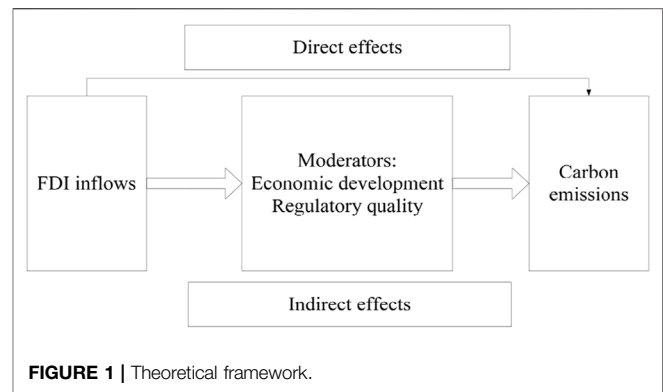 Direct effects
FDI inflows
Moderators:
Economic development
Regulatory quality
Carbon
emissions
Indirect effects
FIGURE 1 | Theoretical framework.